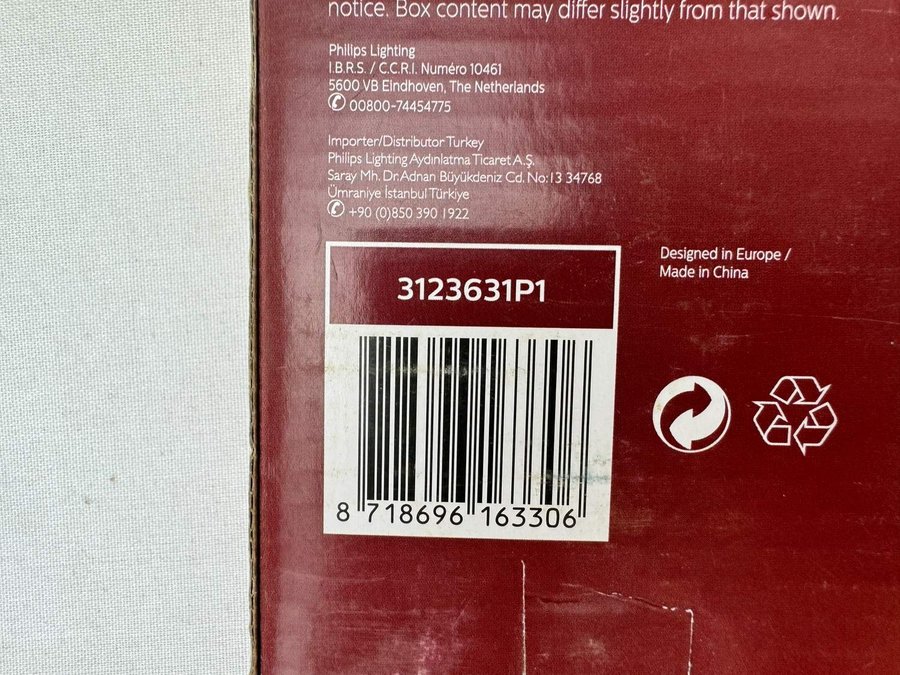 notice. Box content may differ slightly from that shown.
Philips Lighting
I.B.R.S. / C.C.R.I. Numéro 10461
5600 VB EIndhoven, The Netherlands
✆ 00800-74454775
Importer/Distributor Turkey
Philips Lighting Aydınlatma Ticaret A.Ş.
Saray Mh. Dr.Adnan Büyükdeniz Cd. No:13 34768
Ümraniye İstanbul Türkiye
✆ +90 (0)850 390 1922
3123631P1
Designed in Europe /
Made in China
8 718696 163306